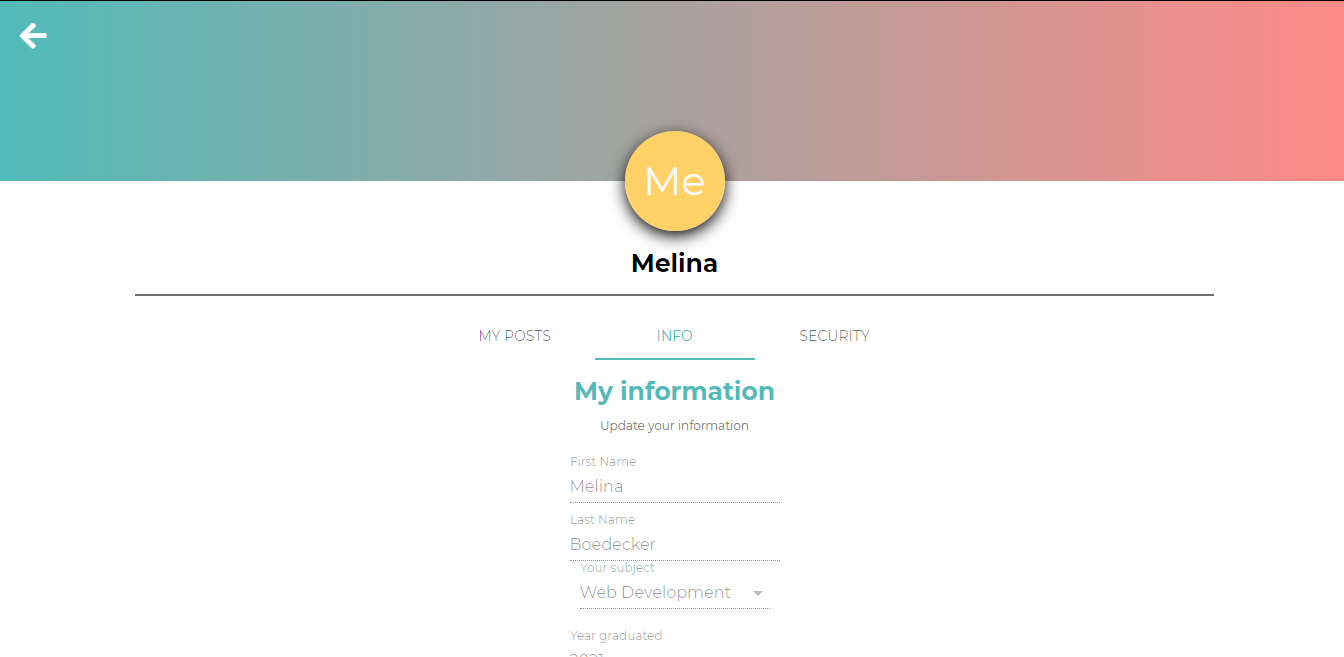 Me
Melina
MY POSTS INFO SECURITY
My information
Update your information
First Name
Melina
Last Name
Boedecker
Your subject
Web Development
Year graduated
2021